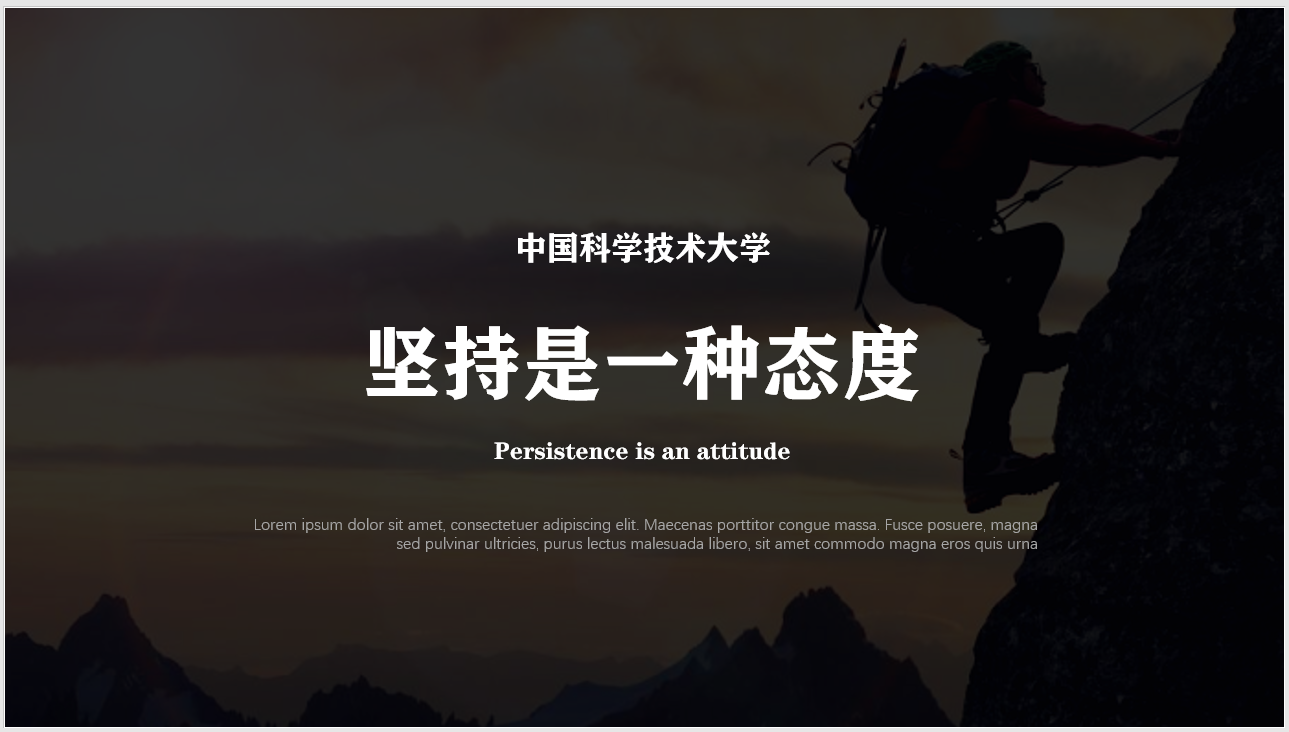 中国科学技术大学
坚持是一种态度
Persistence is an attitude
Lorem ipsum dolor sit amet, consectetuer adipiscing elit. Maecenas porttitor congue massa. Fusce posuere, magna
sed pulvinar ultricies, purus lectus malesuada libero, sit amet commodo magna eros quis urna